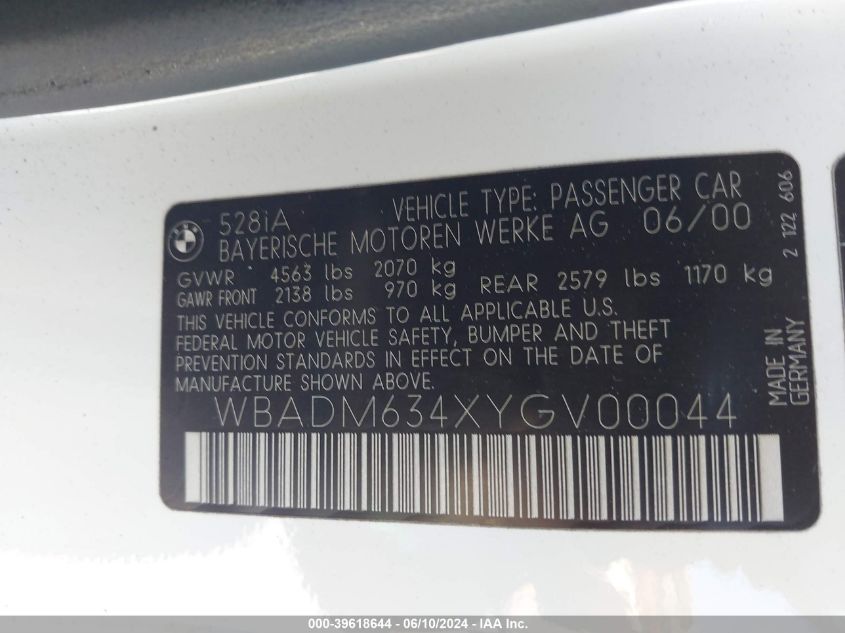 528iA VEHICLE TYPE: PASSENGER CAR
BAYERISCHE MOTOREN WERKE AG 06/00
GVWR 4563 lbs 2070 kg
GAWR FRONT 2138 lbs 970 kg REAR 2579 lbs 1170 kg
THIS VEHICLE CONFORMS TO ALL APPLICABLE U.S.
FEDERAL MOTOR VEHICLE SAFETY, BUMPER AND THEFT
PREVENTION STANDARDS IN EFFECT ON THE DATE OF
MANUFACTURE SHOWN ABOVE.
WBADM634XYGV00044
MADE IN
GERMANY
2 122 606
000-39618644 - 06/10/2024 - IAA Inc.